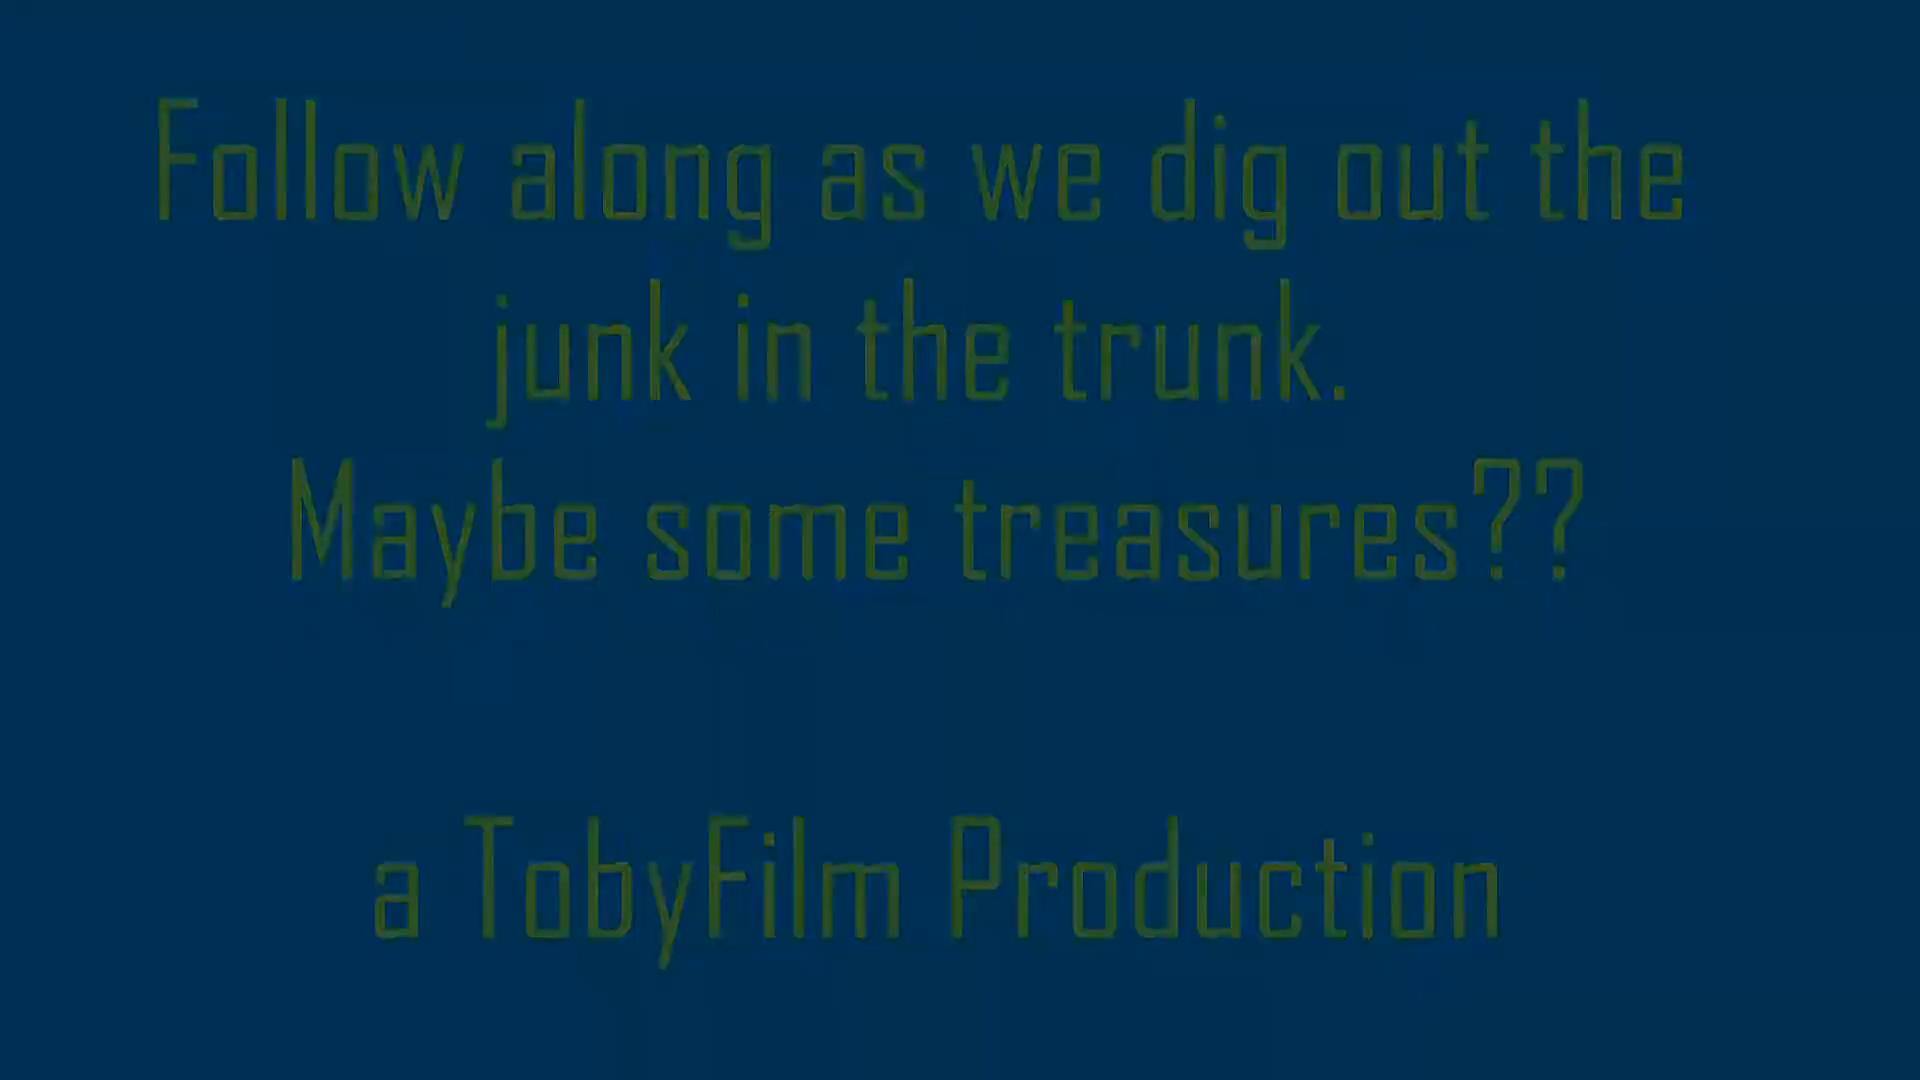 Follow along as we dig out the
junk in the trunk.
Maybe some treasures??
a TobyFilm Production